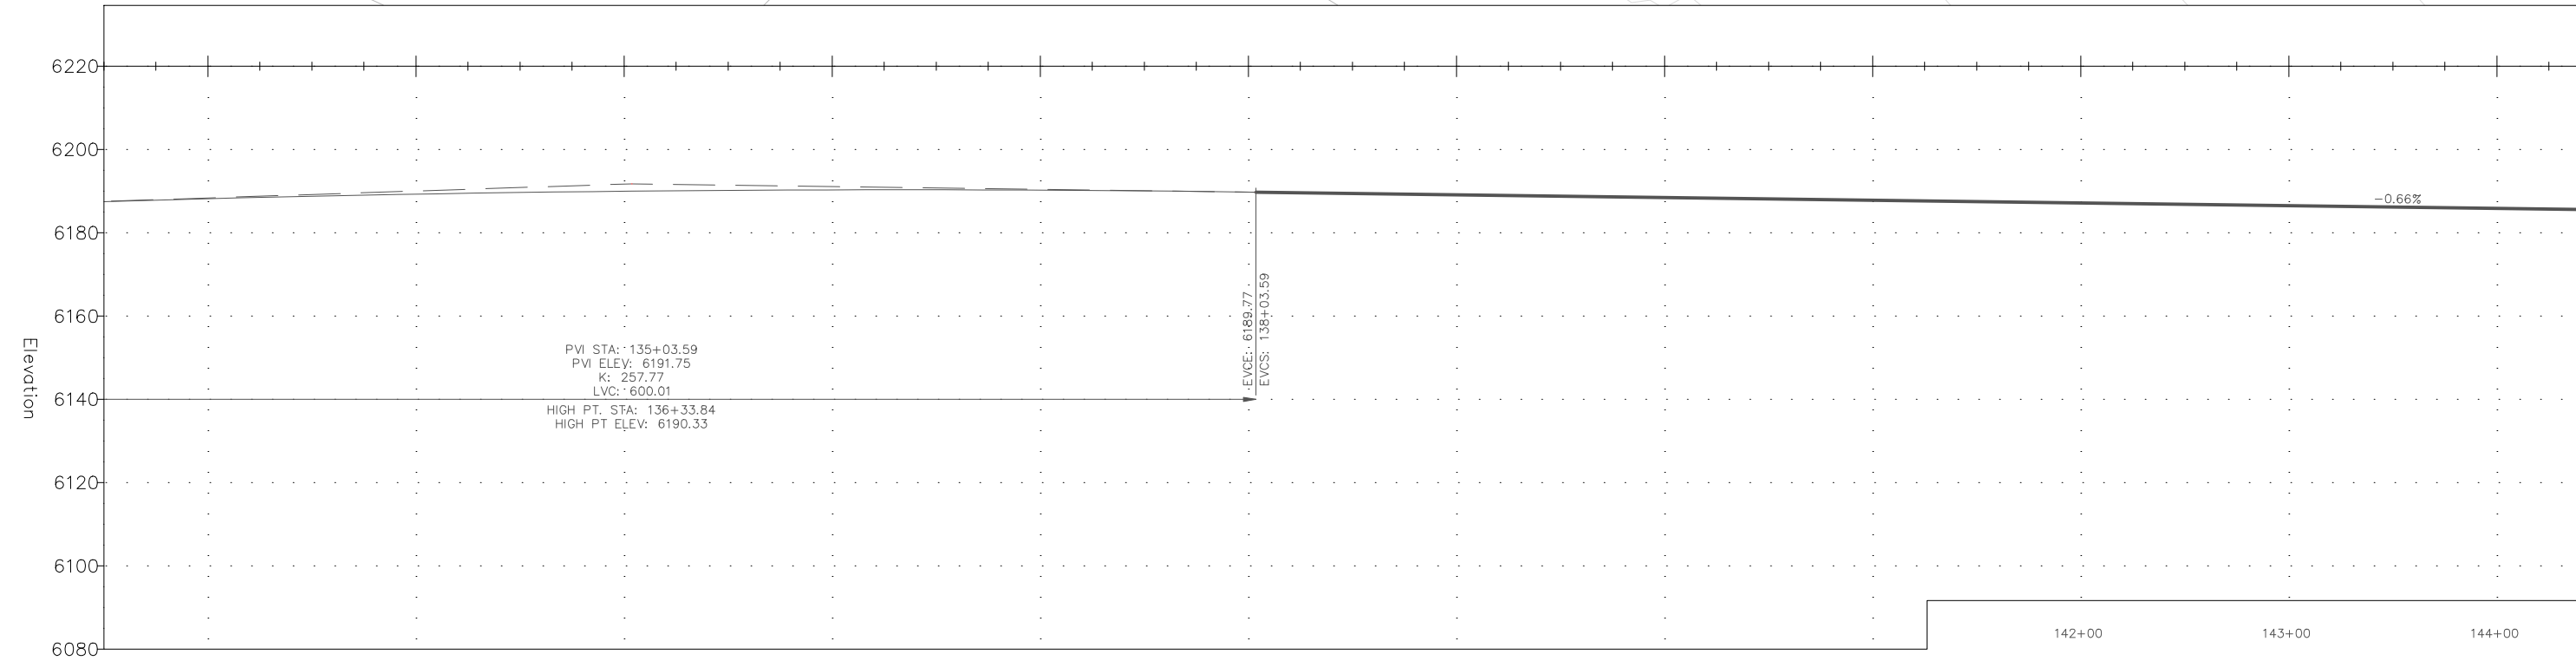 6220
6200
6180
6160
6140
6120
6100
6080
Elevation
PVI STA: 135+03.59
PVI ELEV: 6191.75
K: 257.77
LVC: 600.01
HIGH PT. STA: 136+33.84
HIGH PT ELEV: 6190.33
EVCE: 6189.77
EVCS: 138+03.59
-0.66%
142+00
143+00
144+00